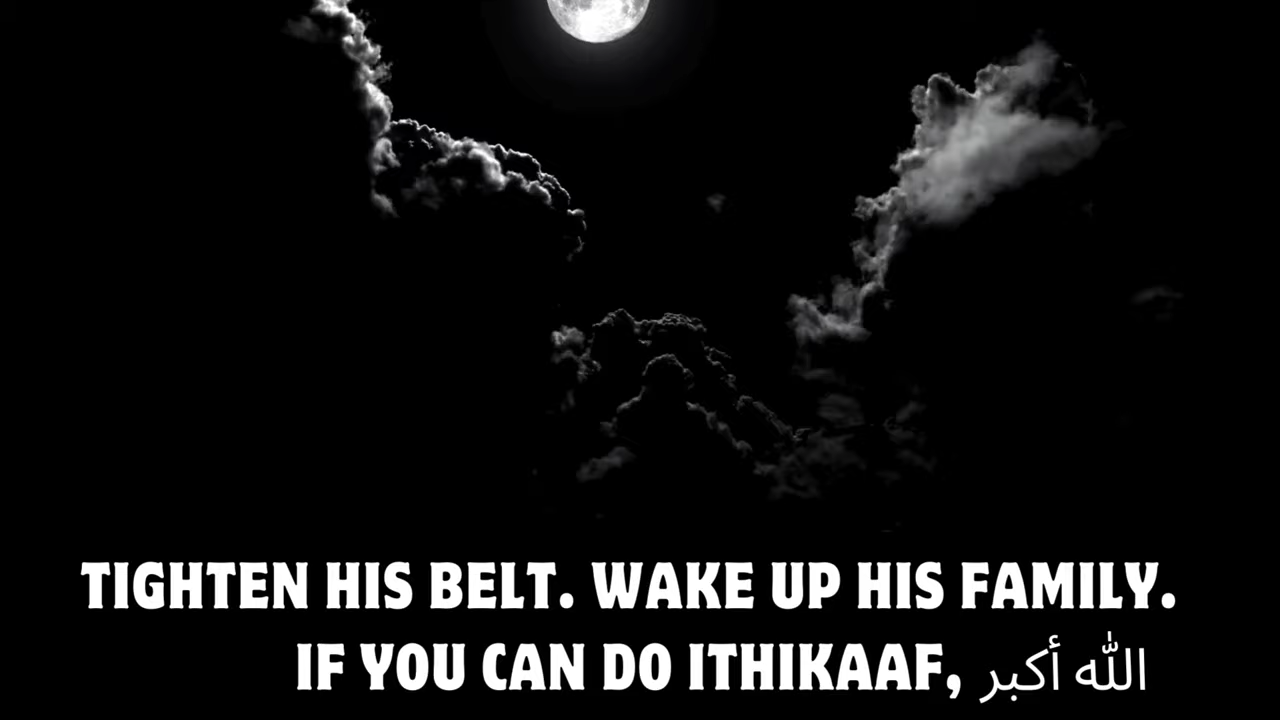 TIGHTEN HIS BELT. WAKE UP HIS FAMILY.
IF YOU CAN DO ITHIKAAF, الله أكبر